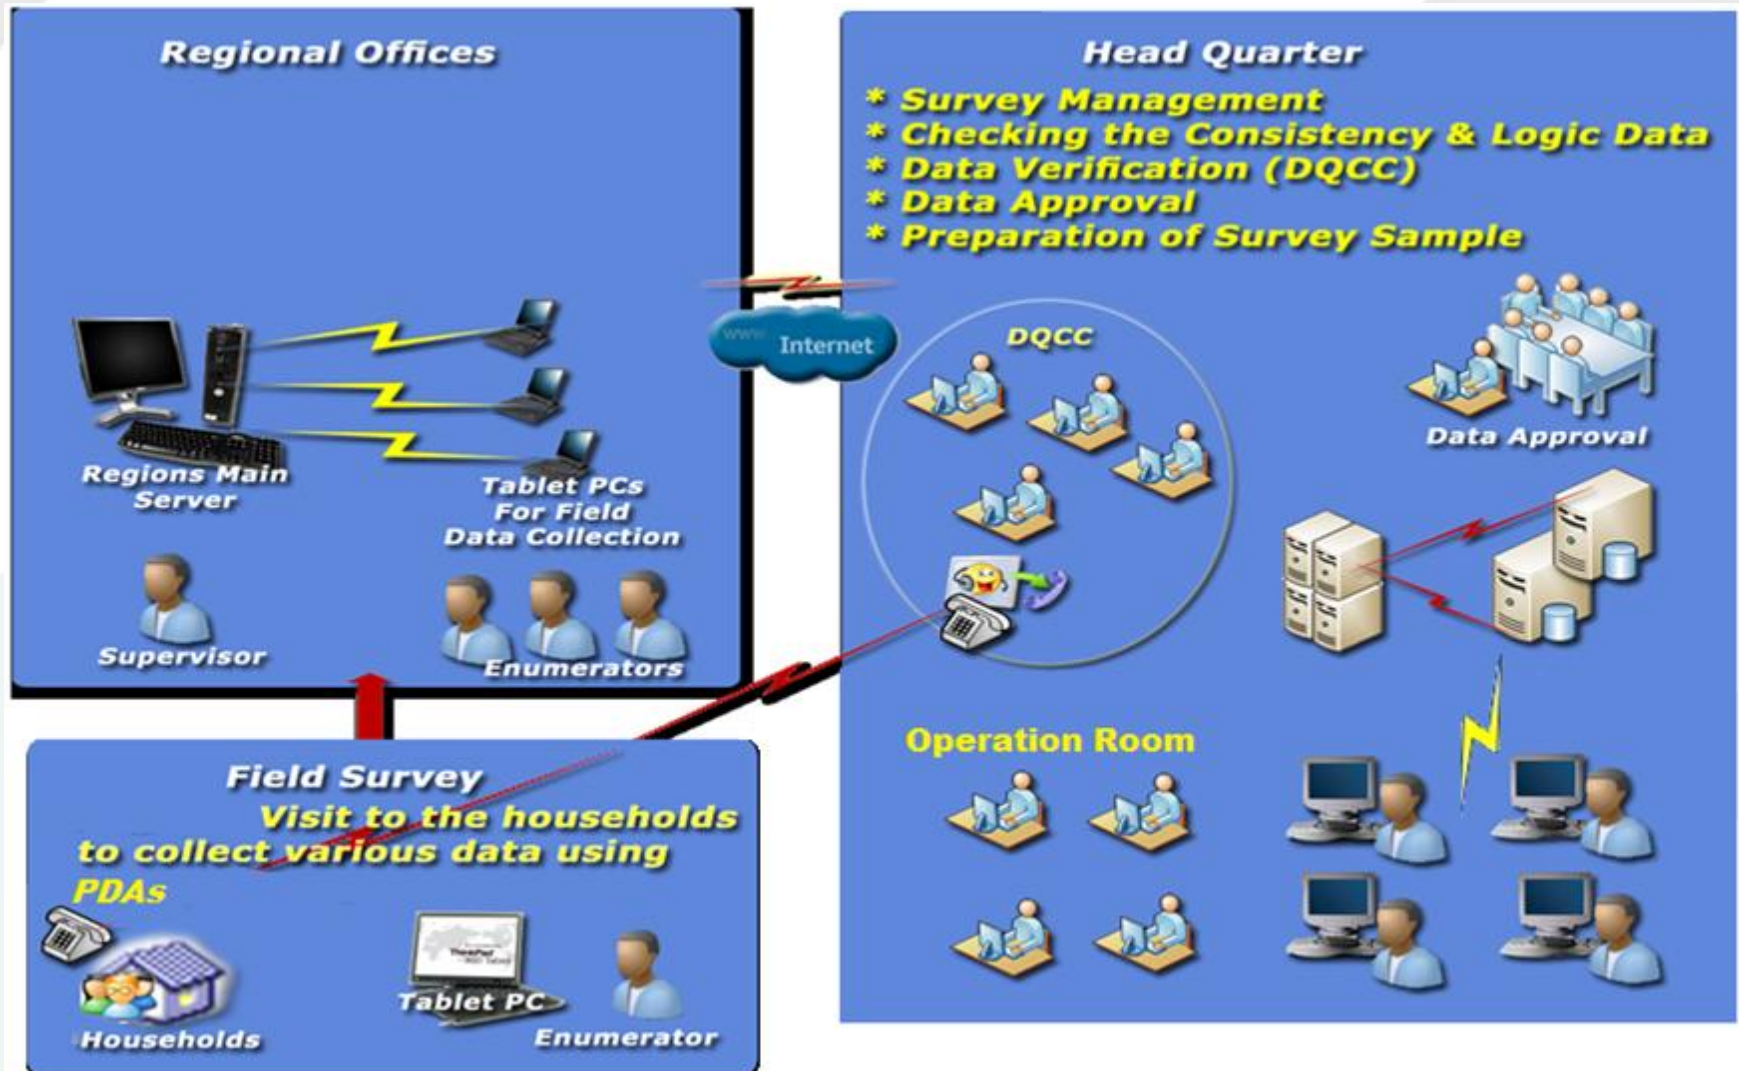 Regional Offices
Regions Main
Server
Tablet PCs
For Field
Data Collection
Supervisor
Enumerators
www
Internet
Field Survey
Visit to the households
to collect various data using
PDAs
ThinkPad
Tablet PC
Households
Enumerator
Head Quarter
* Survey Management
* Checking the Consistency & Logic Data
* Data Verification (DQCC)
* Data Approval
* Preparation of Survey Sample
DQCC
Data Approval
Operation Room